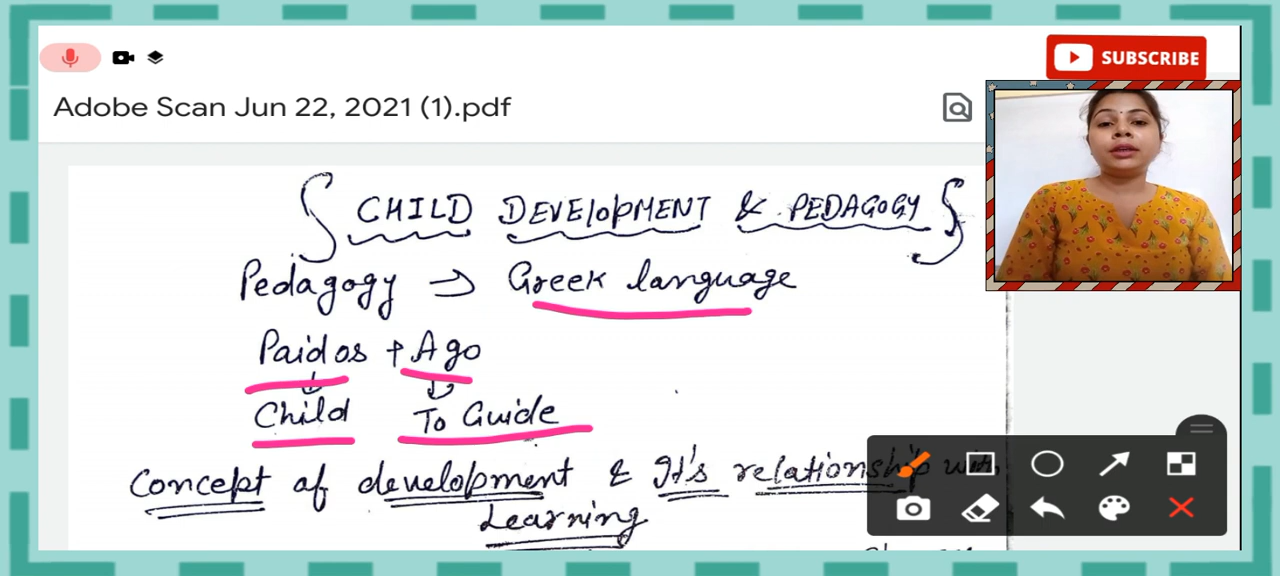 SUBSCRIBE
Adobe Scan Jun 22, 2021 (1).pdf
CHILD DEVElopMENT & PEDAGOGY
Pedagogy ⇒ Greek language
Paidos + Ago
↓ ↓
Child To Guide
Concept of development & It's relationship with
Learning